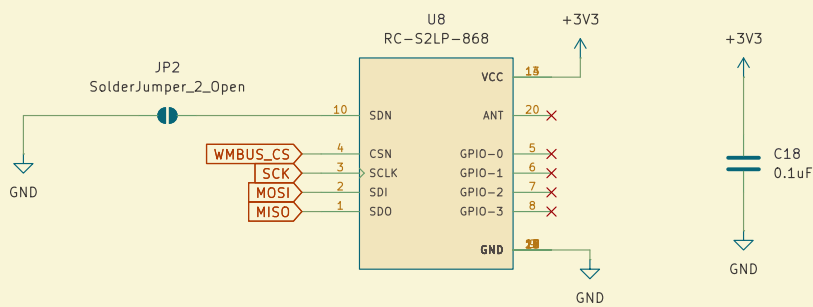 U8
RC-S2LP-868
+3V3
+3V3
JP2
SolderJumper_2_Open
VCC
10 SDN
ANT 20
WMBUS_CS 4 CSN
GPIO-0 5
SCK 3 SCLK
GPIO-1 6
MOSI 2 SDI
GPIO-2 7
MISO 1 SDO
GPIO-3 8
C18
0.1uF
GND
GND
GND
GND